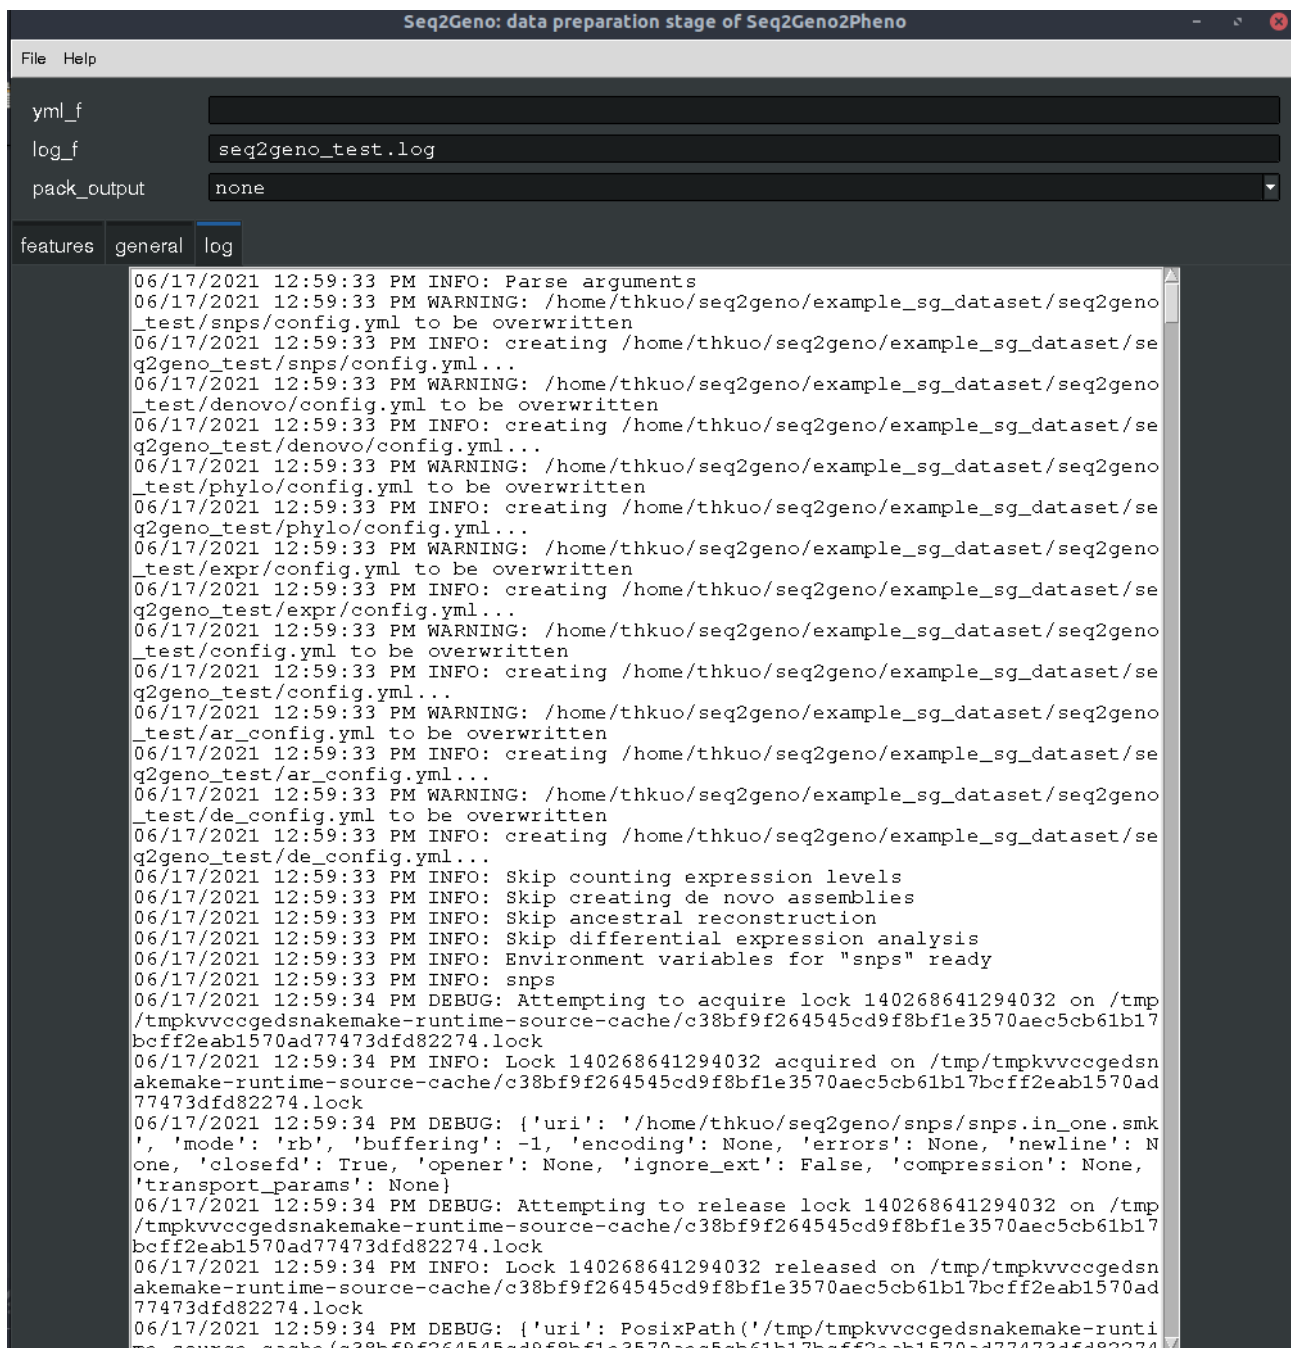 Seq2Geno: data preparation stage of Seq2Geno2Pheno
File Help
yml_f
log_f seq2geno_test.log
pack_output none
features general log
06/17/2021 12:59:33 PM INFO: Parse arguments
06/17/2021 12:59:33 PM WARNING: /home/thkuo/seq2geno/example_sg_dataset/seq2geno
_test/snps/config.yml to be overwritten
06/17/2021 12:59:33 PM INFO: creating /home/thkuo/seq2geno/example_sg_dataset/se
q2geno_test/snps/config.yml...
06/17/2021 12:59:33 PM WARNING: /home/thkuo/seq2geno/example_sg_dataset/seq2geno
_test/denovo/config.yml to be overwritten
06/17/2021 12:59:33 PM INFO: creating /home/thkuo/seq2geno/example_sg_dataset/se
q2geno_test/denovo/config.yml...
06/17/2021 12:59:33 PM WARNING: /home/thkuo/seq2geno/example_sg_dataset/seq2geno
_test/phylo/config.yml to be overwritten
06/17/2021 12:59:33 PM INFO: creating /home/thkuo/seq2geno/example_sg_dataset/se
q2geno_test/phylo/config.yml...
06/17/2021 12:59:33 PM WARNING: /home/thkuo/seq2geno/example_sg_dataset/seq2geno
_test/expr/config.yml to be overwritten
06/17/2021 12:59:33 PM INFO: creating /home/thkuo/seq2geno/example_sg_dataset/se
q2geno_test/expr/config.yml...
06/17/2021 12:59:33 PM WARNING: /home/thkuo/seq2geno/example_sg_dataset/seq2geno
_test/config.yml to be overwritten
06/17/2021 12:59:33 PM INFO: creating /home/thkuo/seq2geno/example_sg_dataset/se
q2geno_test/config.yml...
06/17/2021 12:59:33 PM WARNING: /home/thkuo/seq2geno/example_sg_dataset/seq2geno
_test/ar_config.yml to be overwritten
06/17/2021 12:59:33 PM INFO: creating /home/thkuo/seq2geno/example_sg_dataset/se
q2geno_test/ar_config.yml...
06/17/2021 12:59:33 PM WARNING: /home/thkuo/seq2geno/example_sg_dataset/seq2geno
_test/de_config.yml to be overwritten
06/17/2021 12:59:33 PM INFO: creating /home/thkuo/seq2geno/example_sg_dataset/se
q2geno_test/de_config.yml...
06/17/2021 12:59:33 PM INFO: Skip counting expression levels
06/17/2021 12:59:33 PM INFO: Skip creating de novo assemblies
06/17/2021 12:59:33 PM INFO: Skip ancestral reconstruction
06/17/2021 12:59:33 PM INFO: Skip differential expression analysis
06/17/2021 12:59:33 PM INFO: Environment variables for "snps" ready
06/17/2021 12:59:33 PM INFO: snps
06/17/2021 12:59:34 PM DEBUG: Attempting to acquire lock 140268641294032 on /tmp
/tmpkvvccgedsnakemake-runtime-source-cache/c38bf9f264545cd9f8bf1e3570aec5cb61b17
bcff2eab1570ad77473dfd82274.lock
06/17/2021 12:59:34 PM INFO: Lock 140268641294032 acquired on /tmp/tmpkvvccgedsn
akemake-runtime-source-cache/c38bf9f264545cd9f8bf1e3570aec5cb61b17bcff2eab1570ad
77473dfd82274.lock
06/17/2021 12:59:34 PM DEBUG: {'uri': '/home/thkuo/seq2geno/snps/snps.in_one.smk
', 'mode': 'rb', 'buffering': -1, 'encoding': None, 'errors': None, 'newline': N
one, 'closefd': True, 'opener': None, 'ignore_ext': False, 'compression': None,
'transport_params': None}
06/17/2021 12:59:34 PM DEBUG: Attempting to release lock 140268641294032 on /tmp
/tmpkvvccgedsnakemake-runtime-source-cache/c38bf9f264545cd9f8bf1e3570aec5cb61b17
bcff2eab1570ad77473dfd82274.lock
06/17/2021 12:59:34 PM INFO: Lock 140268641294032 released on /tmp/tmpkvvccgedsn
akemake-runtime-source-cache/c38bf9f264545cd9f8bf1e3570aec5cb61b17bcff2eab1570ad
77473dfd82274.lock
06/17/2021 12:59:34 PM DEBUG: {'uri': PosixPath('/tmp/tmpkvvccgedsnakemake-runti